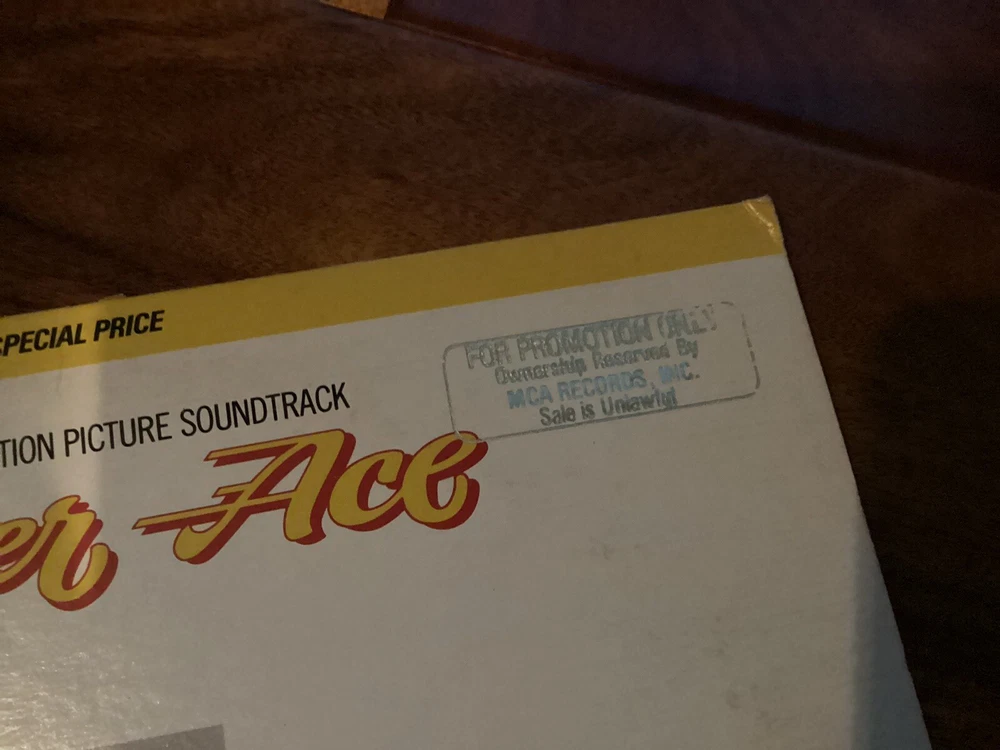 SPECIAL PRICE
TION PICTURE SOUNDTRACK
er Ace
FOR PROMOTION ONLY
Ownership Reserved By
MCA RECORDS, INC.
Sale is Unlawful